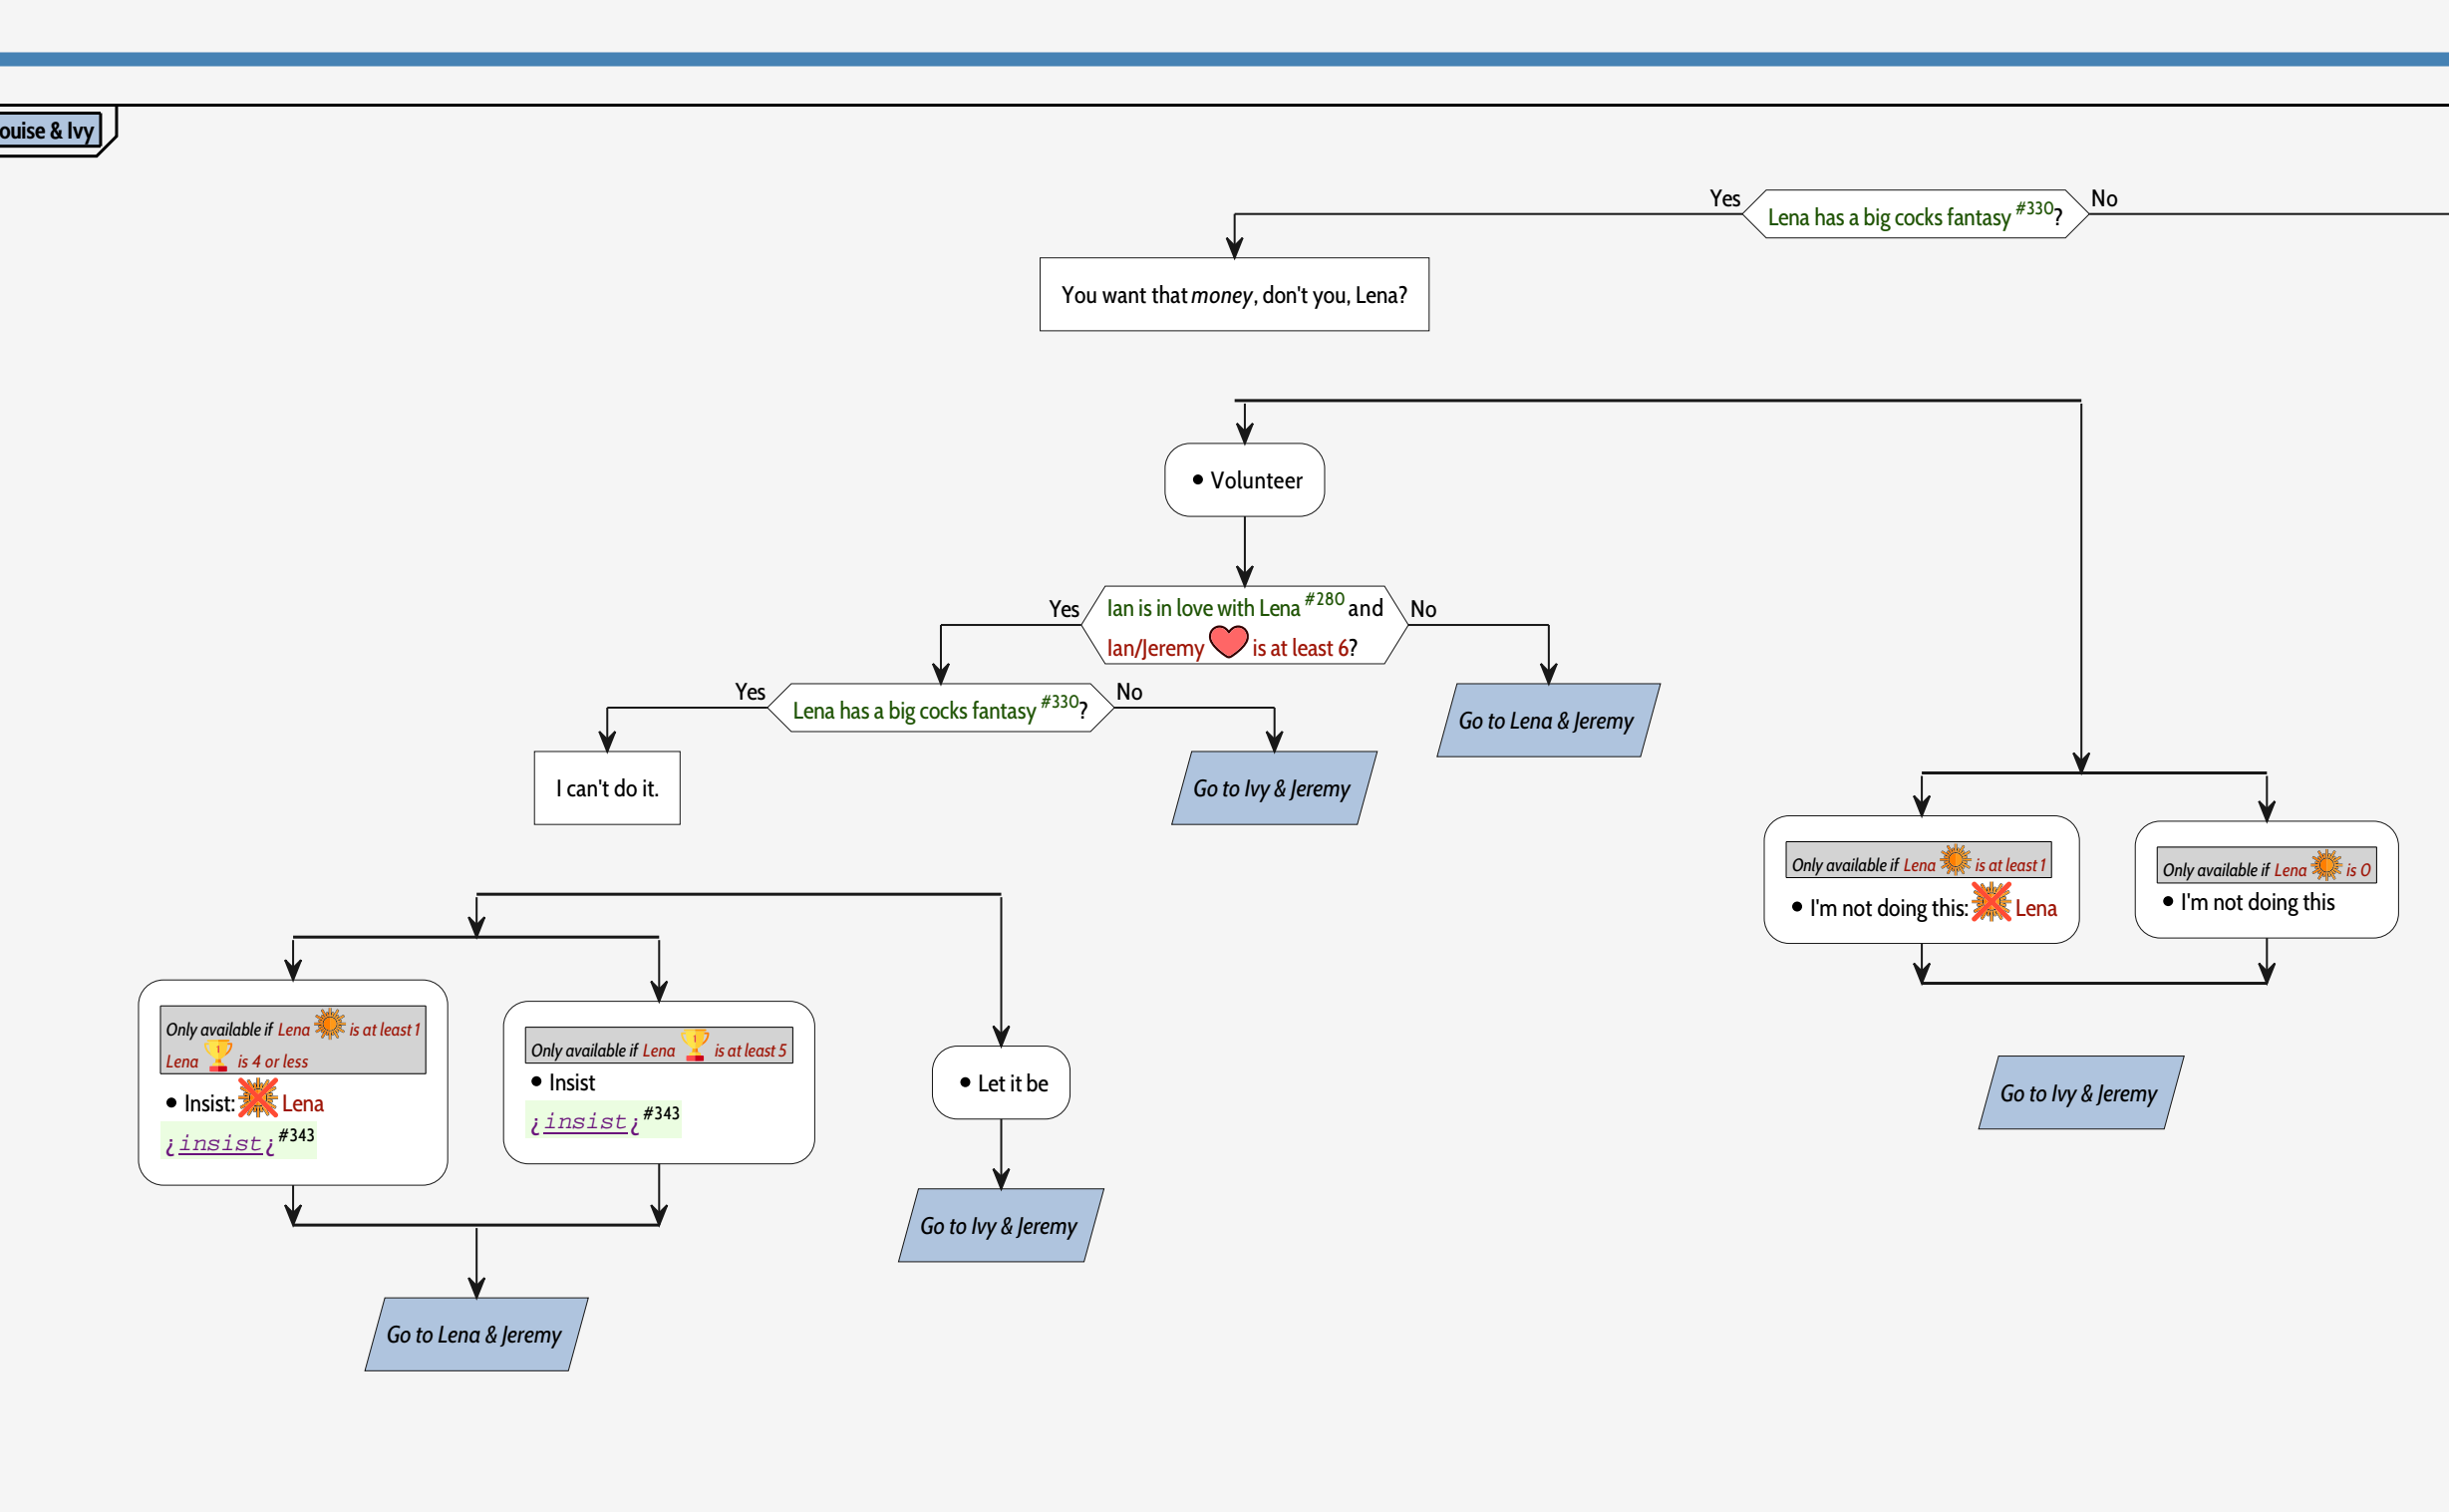 ouise & Ivy
Yes
Lena has a big cocks fantasy #330?
No
You want that money, don't you, Lena?
• Volunteer
Yes
Ian is in love with Lena #280 and
Ian/Jeremy is at least 6?
No
Yes
Lena has a big cocks fantasy #330?
No
Go to Lena & Jeremy
I can't do it.
Go to Ivy & Jeremy
Only available if Lena is at least 1
• I'm not doing this: Lena
Only available if Lena is 0
• I'm not doing this
Only available if Lena is at least 1
Lena is 4 or less
• Insist: Lena
¿insist¿ #343
Only available if Lena is at least 5
• Insist
¿insist¿ #343
• Let it be
Go to Ivy & Jeremy
Go to Ivy & Jeremy
Go to Lena & Jeremy